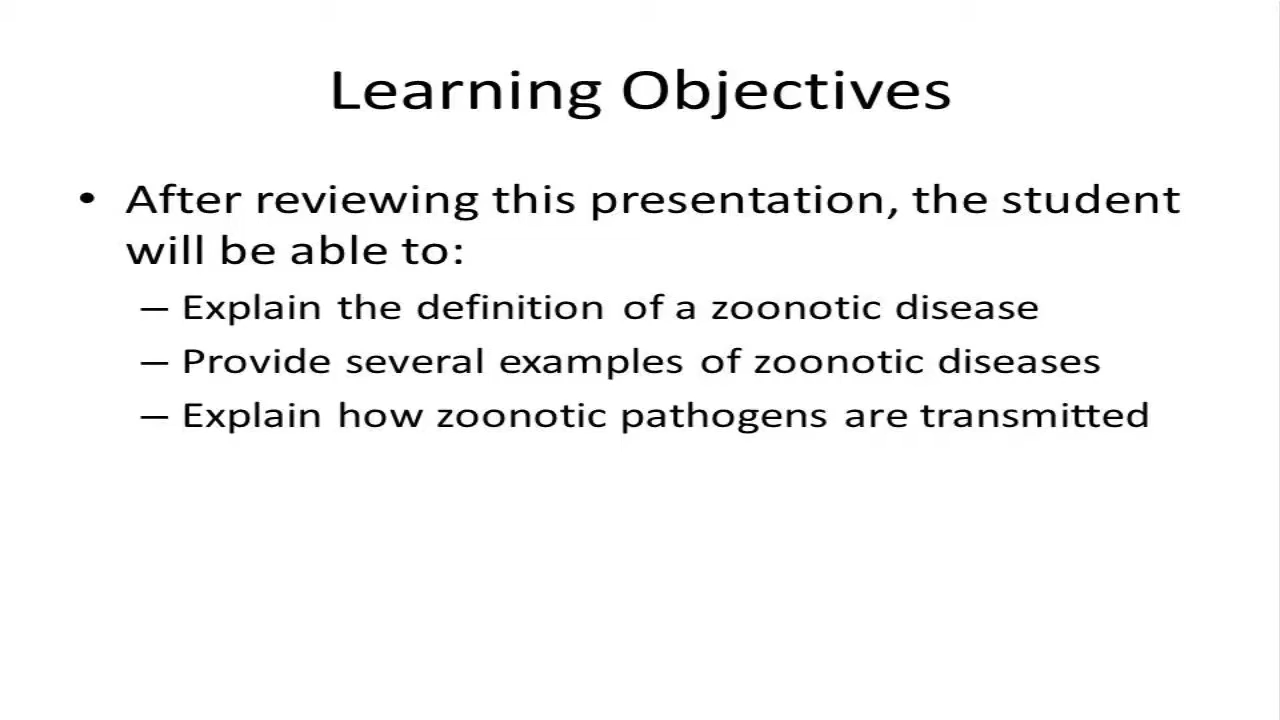 Learning Objectives
• After reviewing this presentation, the student
will be able to:
– Explain the definition of a zoonotic disease
– Provide several examples of zoonotic diseases
– Explain how zoonotic pathogens are transmitted